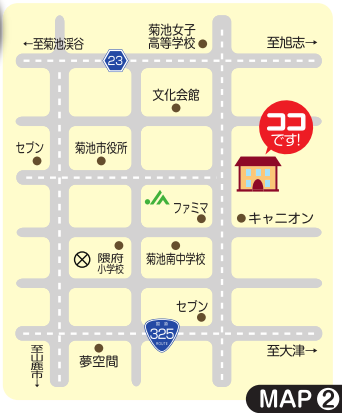 菊池女子
高等学校
←至菊池渓谷
至旭志→
23
文化会館
ココ
です!
セブン
菊池市役所
ファミマ
キャニオン
隈府
小学校
菊池南中学校
セブン
国道
325
ROUTE
至大津→
至山鹿市→
夢空間
MAP 2